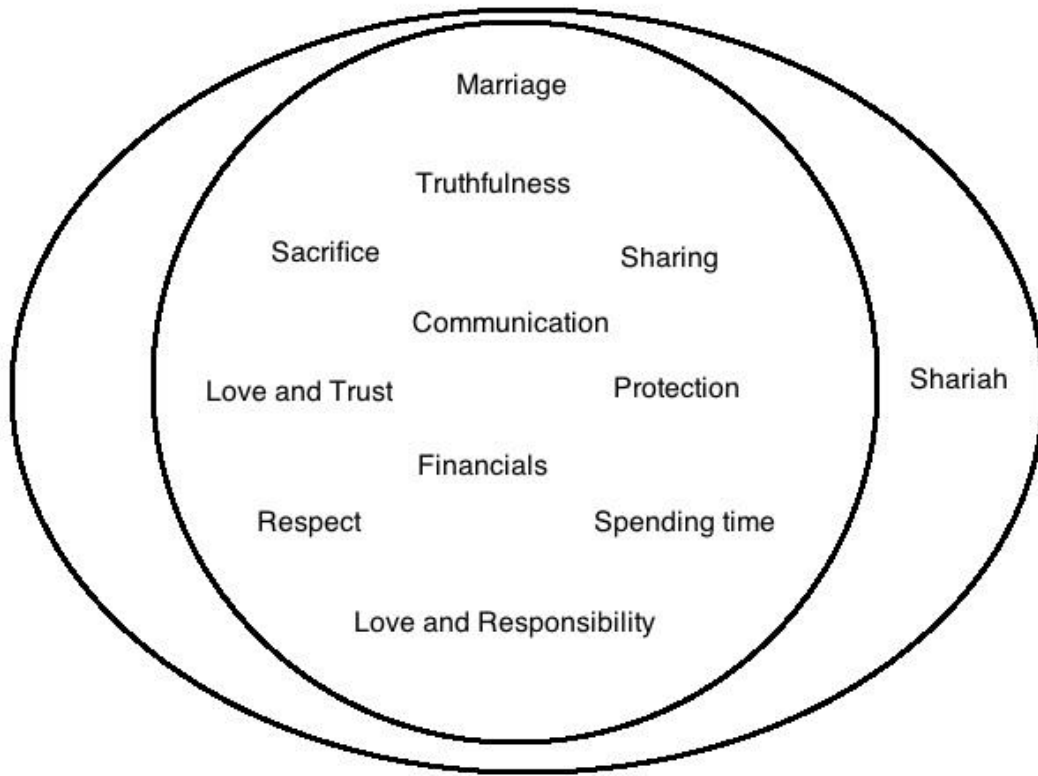 Marriage
Truthfulness
Sacrifice
Sharing
Communication
Love and Trust
Protection
Shariah
Financials
Respect
Spending time
Love and Responsibility